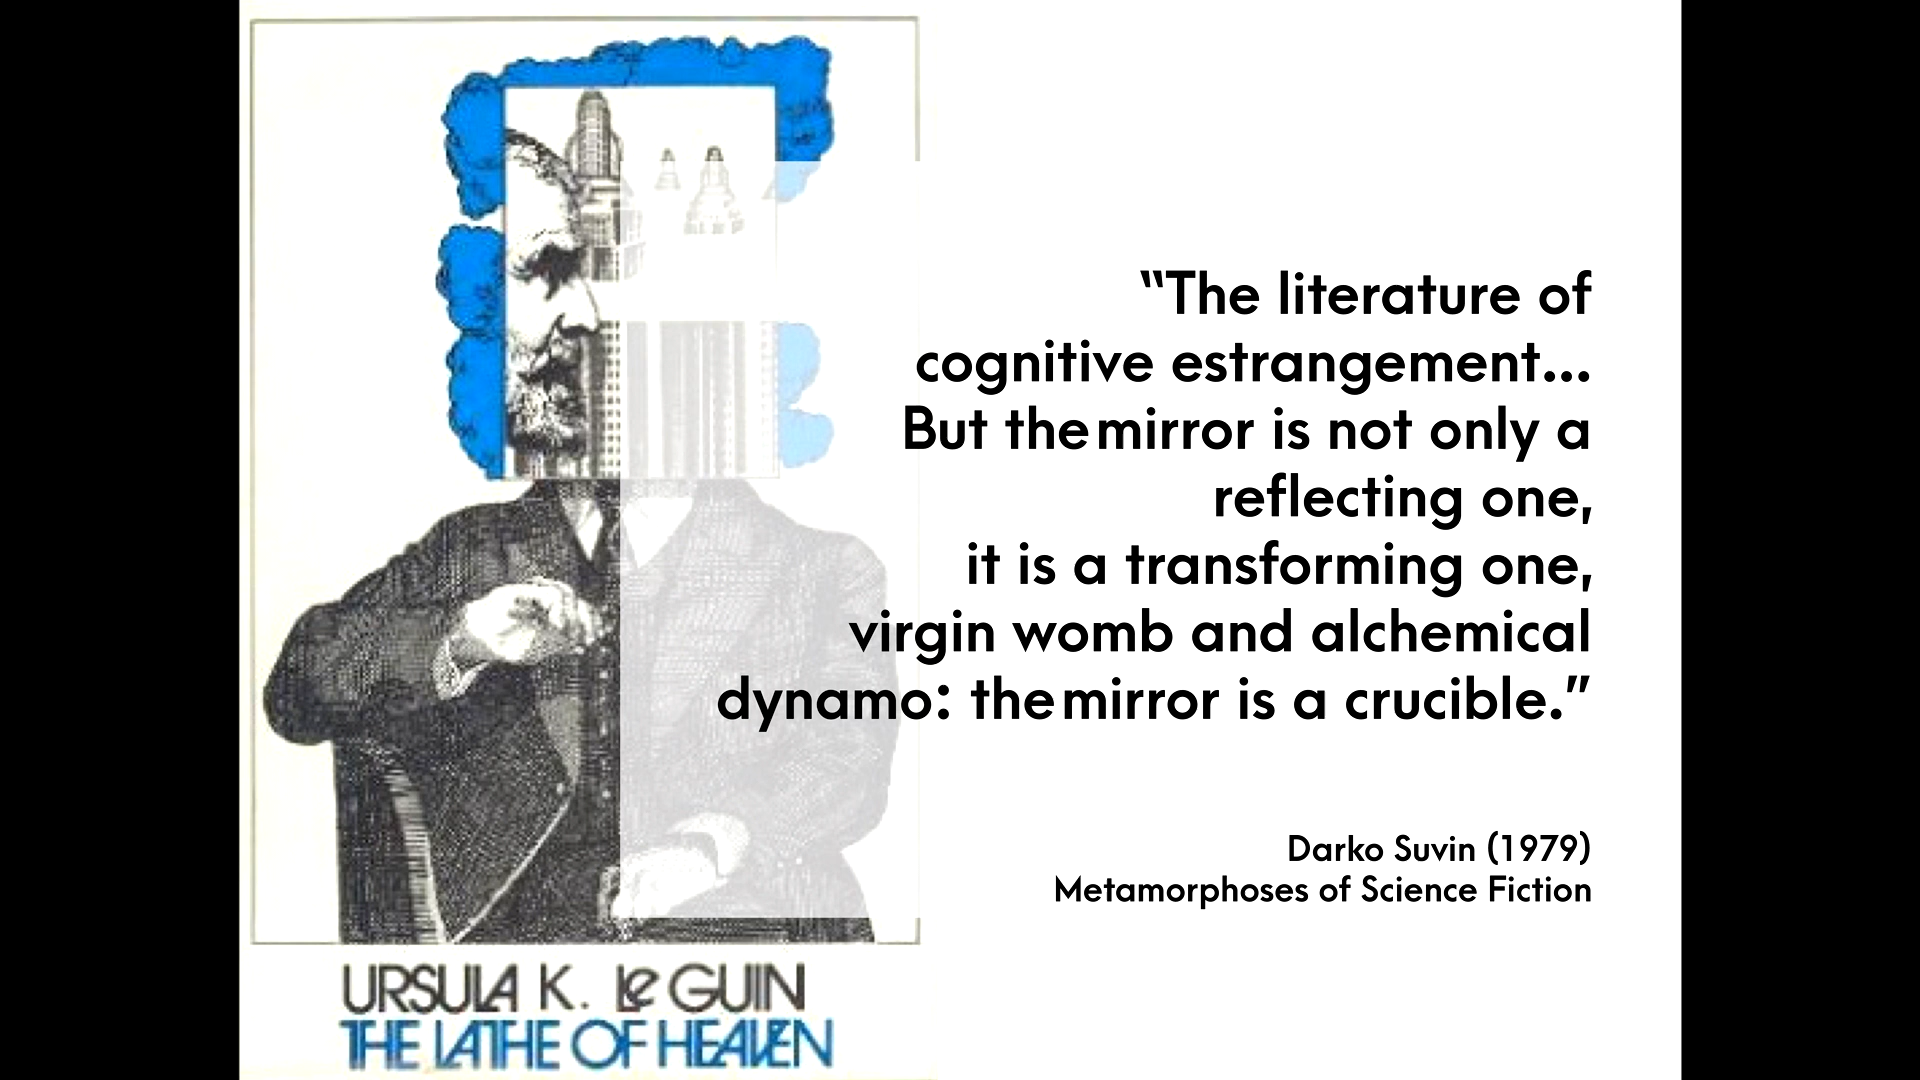 “The literature of
cognitive estrangement...
But the mirror is not only a
reflecting one,
it is a transforming one,
virgin womb and alchemical
dynamo: the mirror is a crucible.”
Darko Suvin (1979)
Metamorphoses of Science Fiction
URSULA K. Le GUIN
THE LATHE OF HEAVEN